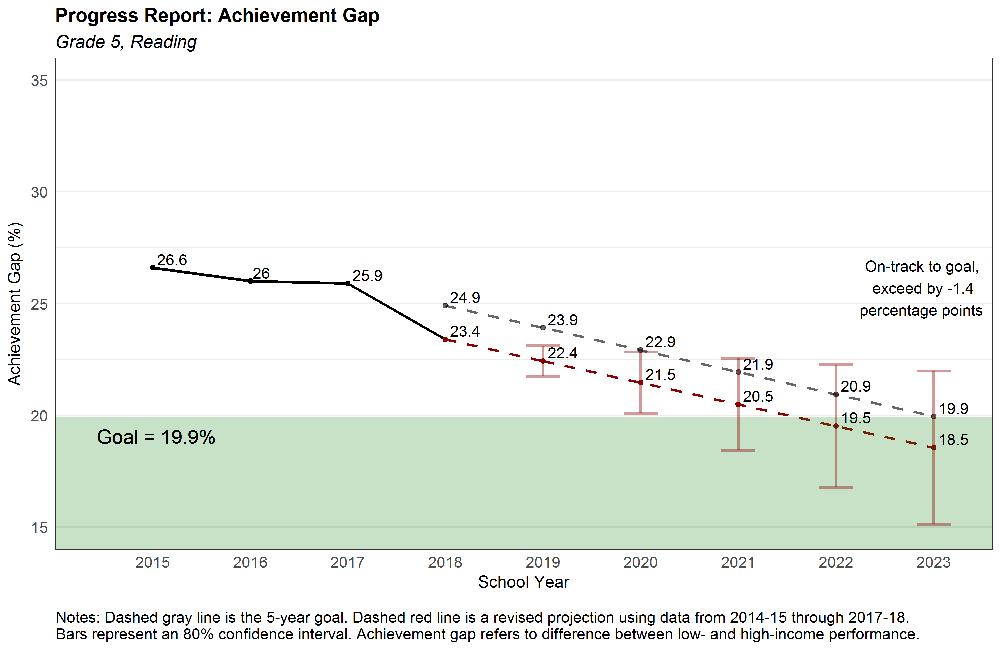 Progress Report: Achievement Gap
Grade 5, Reading
Achievement Gap (%)
35
30
25
20
15
26.6
26
25.9
24.9
23.4
23.9
22.4
22.9
21.5
21.9
20.5
20.9
19.5
19.9
18.5
On-track to goal,
exceed by -1.4
percentage points
Goal = 19.9%
2015 2016 2017 2018 2019 2020 2021 2022 2023
School Year
Notes: Dashed gray line is the 5-year goal. Dashed red line is a revised projection using data from 2014-15 through 2017-18.
Bars represent an 80% confidence interval. Achievement gap refers to difference between low- and high-income performance.